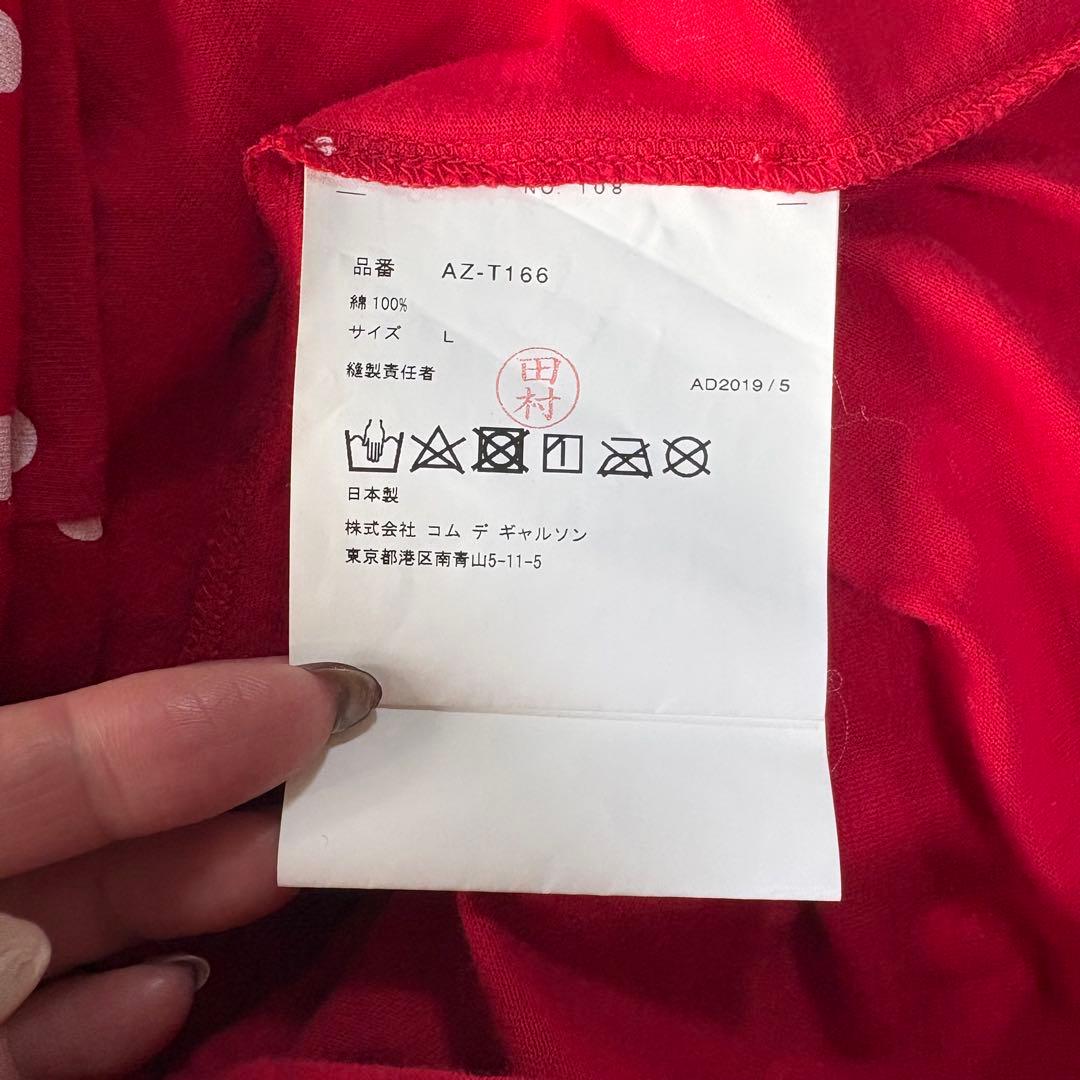 NO. 108
品番 AZ-T166
綿 100%
サイズ L
縫製責任者 田村 AD2019/5
日本製
株式会社 コム デ ギャルソン
東京都港区南青山5-11-5